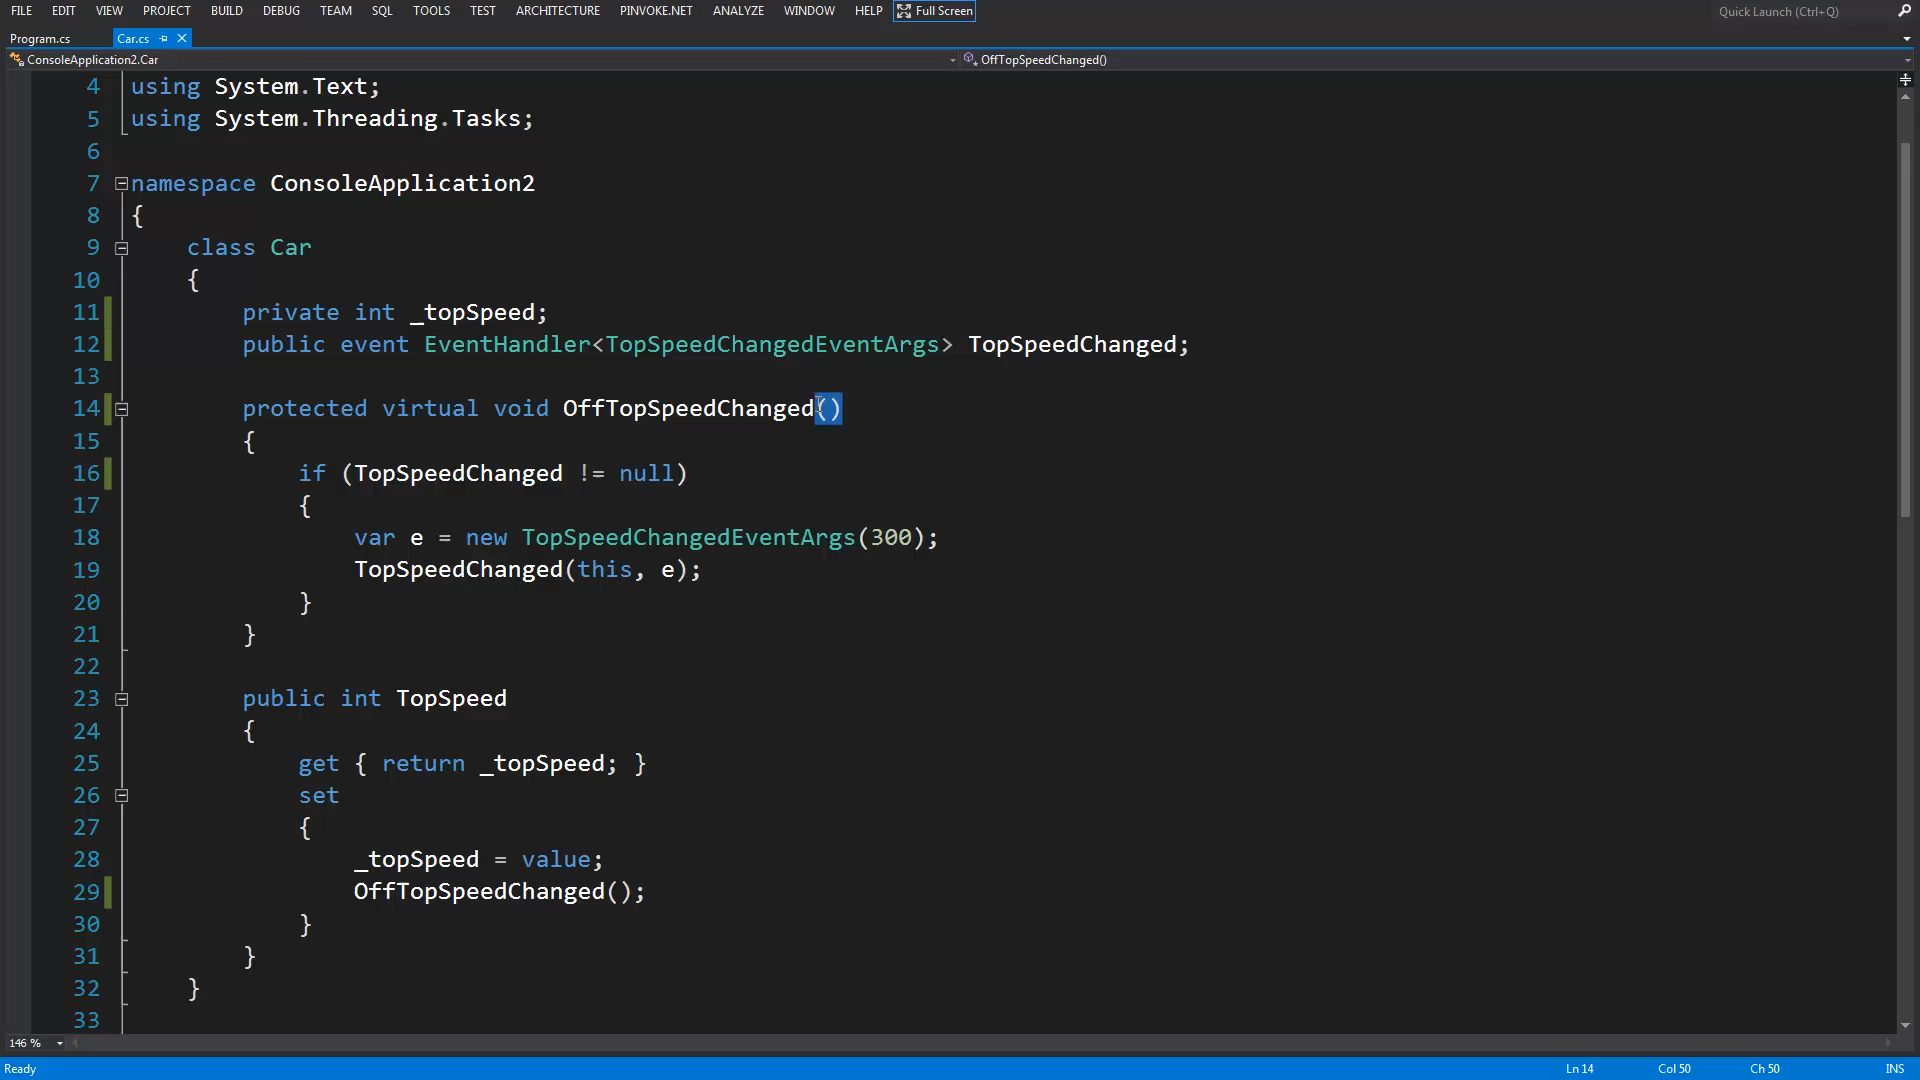 FILE EDIT VIEW PROJECT BUILD DEBUG TEAM SQL TOOLS TEST ARCHITECTURE PINVOKE.NET ANALYZE WINDOW HELP Full Screen Quick Launch (Ctrl+Q)
Program.cs Car.cs
ConsoleApplication2.Car OffTopSpeedChanged()
4 using System.Text;
5 using System.Threading.Tasks;
6
7 namespace ConsoleApplication2
8 {
9 class Car
10 {
11 private int _topSpeed;
12 public event EventHandler<TopSpeedChangedEventArgs> TopSpeedChanged;
13
14 protected virtual void OffTopSpeedChanged()
15 {
16 if (TopSpeedChanged != null)
17 {
18 var e = new TopSpeedChangedEventArgs(300);
19 TopSpeedChanged(this, e);
20 }
21 }
22
23 public int TopSpeed
24 {
25 get { return _topSpeed; }
26 set
27 {
28 _topSpeed = value;
29 OffTopSpeedChanged();
30 }
31 }
32 }
33
146 %
Ready Ln 14 Col 50 Ch 50 INS